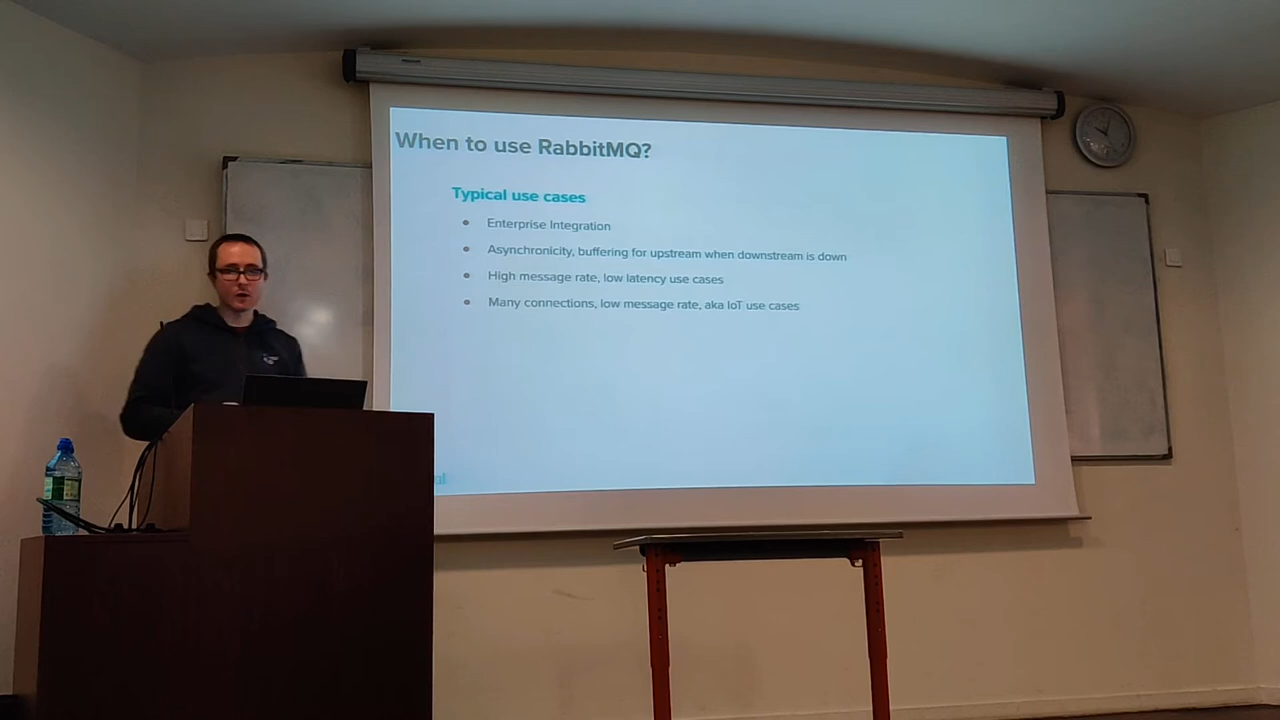 When to use RabbitMQ?
Typical use cases
Enterprise Integration
Asynchronicity, buffering for upstream when downstream is down
High message rate, low latency use cases
Many connections, low message rate, aka IoT use cases